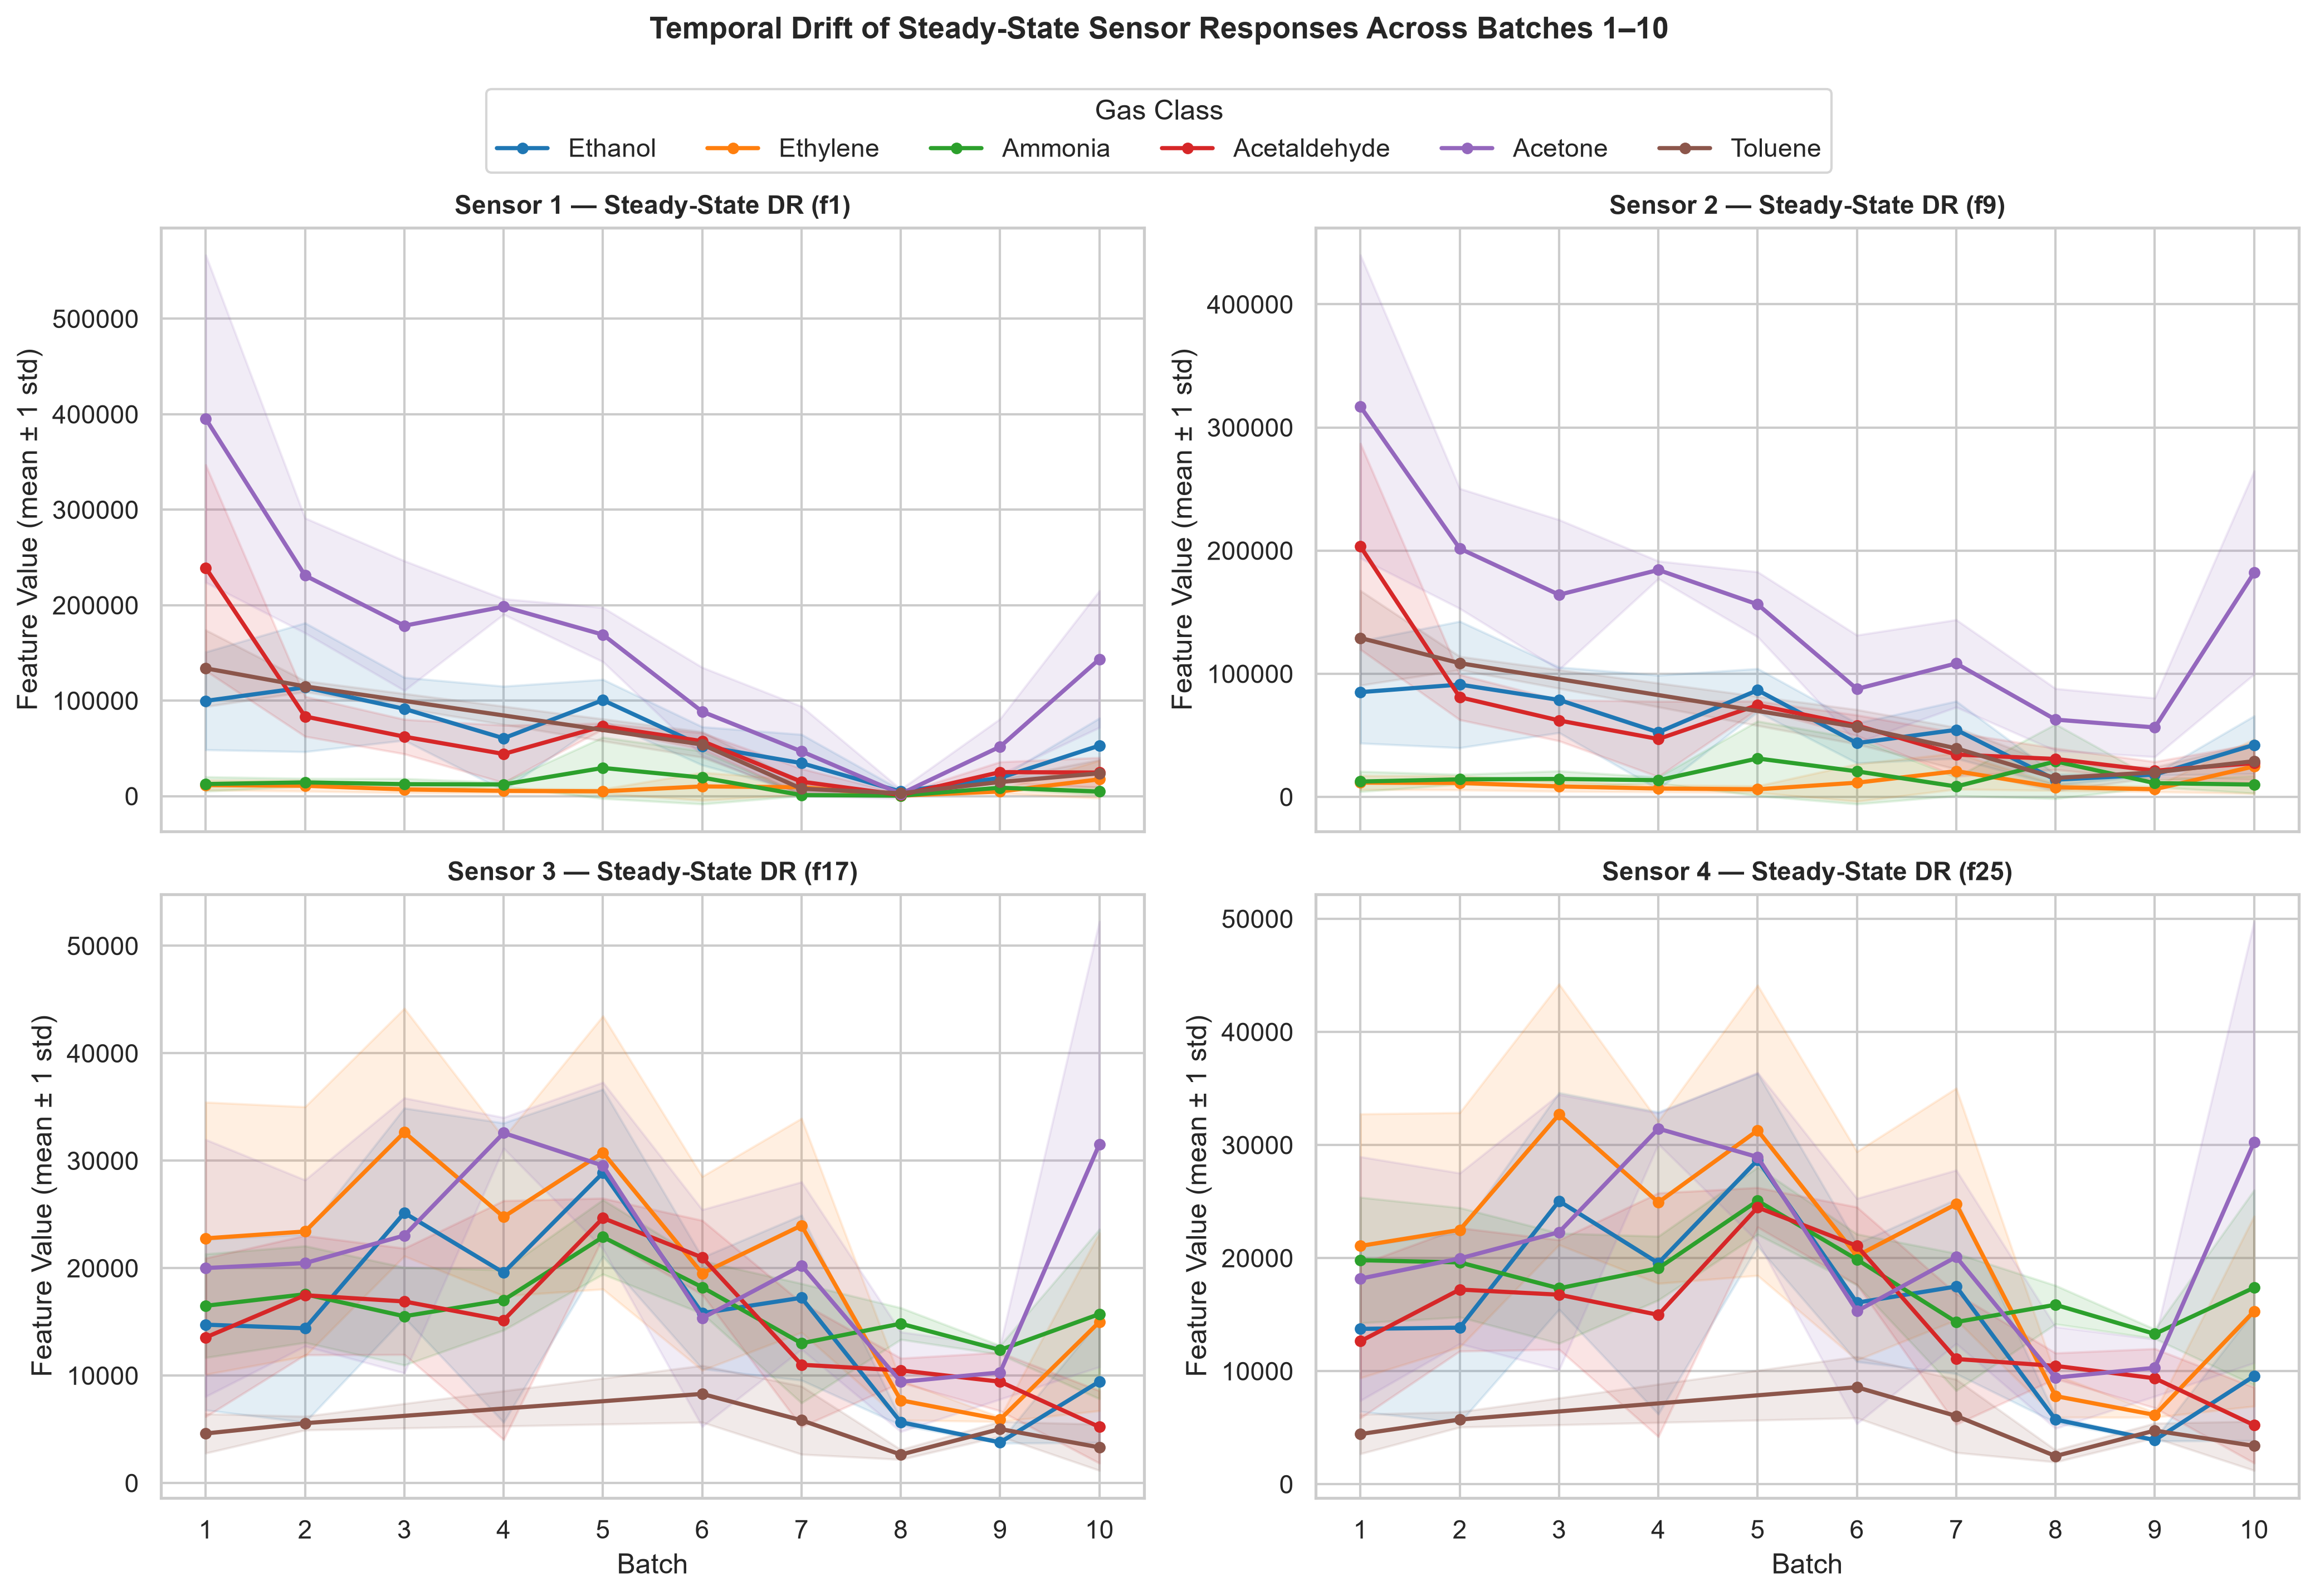 Temporal Drift of Steady-State Sensor Responses Across Batches 1–10
Gas Class
Ethanol Ethylene Ammonia Acetaldehyde Acetone Toluene
Sensor 1 — Steady-State DR (f1)
Feature Value (mean ± 1 std)
500000
400000
300000
200000
100000
0
Sensor 2 — Steady-State DR (f9)
Feature Value (mean ± 1 std)
400000
300000
200000
100000
0
Sensor 3 — Steady-State DR (f17)
Feature Value (mean ± 1 std)
50000
40000
30000
20000
10000
0
1 2 3 4 5 6 7 8 9 10
Batch
Sensor 4 — Steady-State DR (f25)
Feature Value (mean ± 1 std)
50000
40000
30000
20000
10000
0
1 2 3 4 5 6 7 8 9 10
Batch